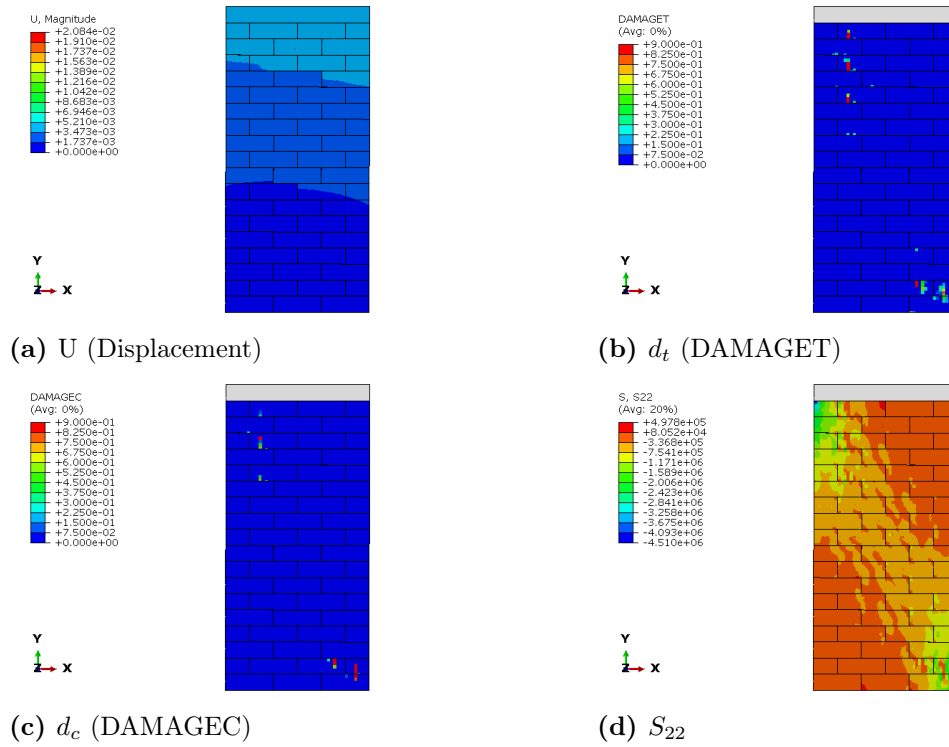 U, Magnitude
+2.084e-02
+1.910e-02
+1.737e-02
+1.563e-02
+1.389e-02
+1.216e-02
+1.042e-02
+8.683e-03
+6.946e-03
+5.210e-03
+3.473e-03
+1.737e-03
+0.000e+00
Y
Z X
(a) U (Displacement)
DAMAGET
(Avg: 0%)
+9.000e-01
+8.250e-01
+7.500e-01
+6.750e-01
+6.000e-01
+5.250e-01
+4.500e-01
+3.750e-01
+3.000e-01
+2.250e-01
+1.500e-01
+7.500e-02
+0.000e+00
Y
Z X
(b) d_t (DAMAGET)
DAMAGEC
(Avg: 0%)
+9.000e-01
+8.250e-01
+7.500e-01
+6.750e-01
+6.000e-01
+5.250e-01
+4.500e-01
+3.750e-01
+3.000e-01
+2.250e-01
+1.500e-01
+7.500e-02
+0.000e+00
Y
Z X
(c) d_c (DAMAGEC)
S, S22
(Avg: 20%)
+4.978e+05
+8.052e+04
-3.368e+05
-7.541e+05
-1.171e+06
-1.589e+06
-2.006e+06
-2.423e+06
-2.841e+06
-3.258e+06
-3.675e+06
-4.093e+06
-4.510e+06
Y
Z X
(d) S_22